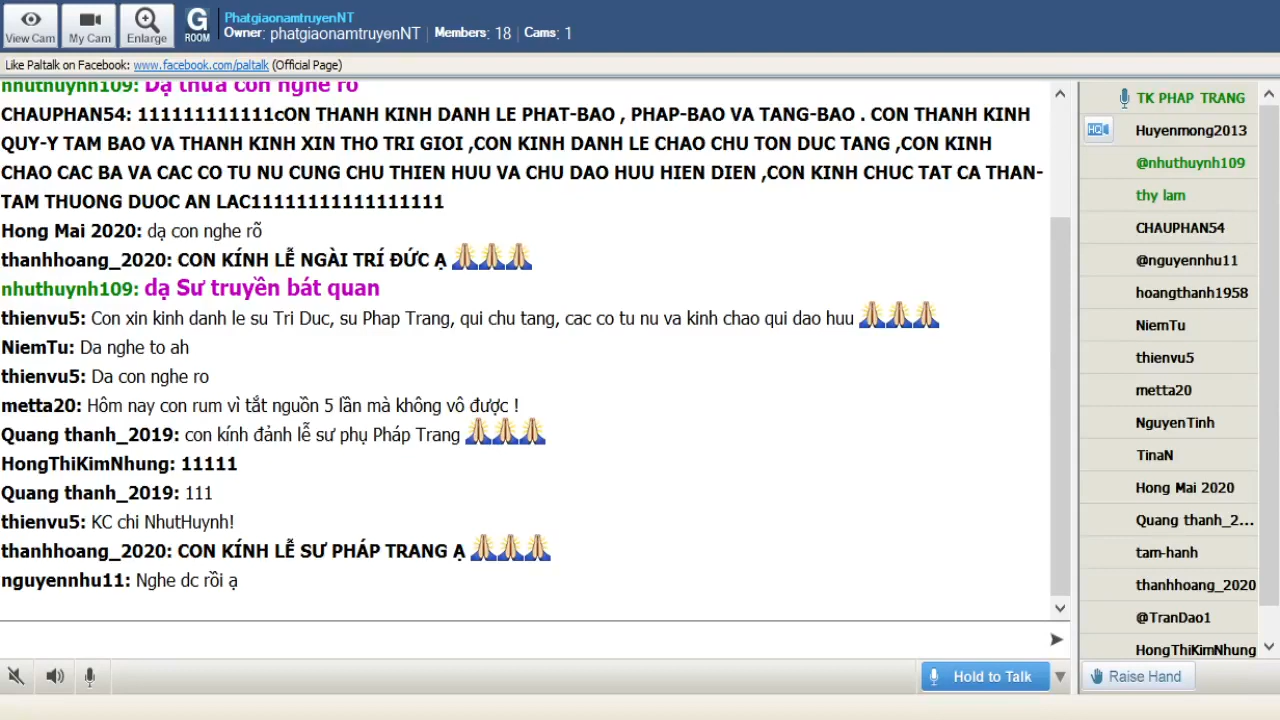 View Cam
My Cam
Enlarge
G
ROOM
PhatgiaonamtruyenNT
Owner: phatgiaonamtruyenNT | Members: 18 | Cams: 1
Like Paltalk on Facebook: www.facebook.com/paltalk (Official Page)
nhuthuynh109: Dạ thưa con nghe rõ
CHAUPHAN54: 111111111111cON THANH KINH DANH LE PHAT-BAO , PHAP-BAO VA TANG-BAO . CON THANH KINH
QUY-Y TAM BAO VA THANH KINH XIN THO TRI GIOI ,CON KINH DANH LE CHAO CHU TON DUC TANG ,CON KINH
CHAO CAC BA VA CAC CO TU NU CUNG CHU THIEN HUU VA CHU DAO HUU HIEN DIEN ,CON KINH CHUC TAT CA THAN-
TAM THUONG DUOC AN LAC11111111111111111
Hong Mai 2020: dạ con nghe rõ
thanhhoang_2020: CON KÍNH LỄ NGÀI TRÍ ĐỨC Ạ 🙏🙏🙏
nhuthuynh109: dạ Sư truyền bát quan
thienvu5: Con xin kinh danh le su Tri Duc, su Phap Trang, qui chu tang, cac co tu nu va kinh chao qui dao huu 🙏🙏🙏
NiemTu: Da nghe to ah
thienvu5: Da con nghe ro
metta20: Hôm nay con rum vì tắt nguồn 5 lần mà không vô được !
Quang thanh_2019: con kính đảnh lễ sư phụ Pháp Trang 🙏🙏🙏
HongThiKimNhung: 11111
Quang thanh_2019: 111
thienvu5: KC chi NhutHuynh!
thanhhoang_2020: CON KÍNH LỄ SƯ PHÁP TRANG Ạ 🙏🙏🙏
nguyennhu11: Nghe dc rồi ạ
TK PHAP TRANG
HQ
Huyenmong2013
@nhuthuynh109
thy lam
CHAUPHAN54
@nguyennhu11
hoangthanh1958
NiemTu
thienvu5
metta20
NguyenTinh
TinaN
Hong Mai 2020
Quang thanh_2...
tam-hanh
thanhhoang_2020
@TranDao1
HongThiKimNhung
Hold to Talk
Raise Hand